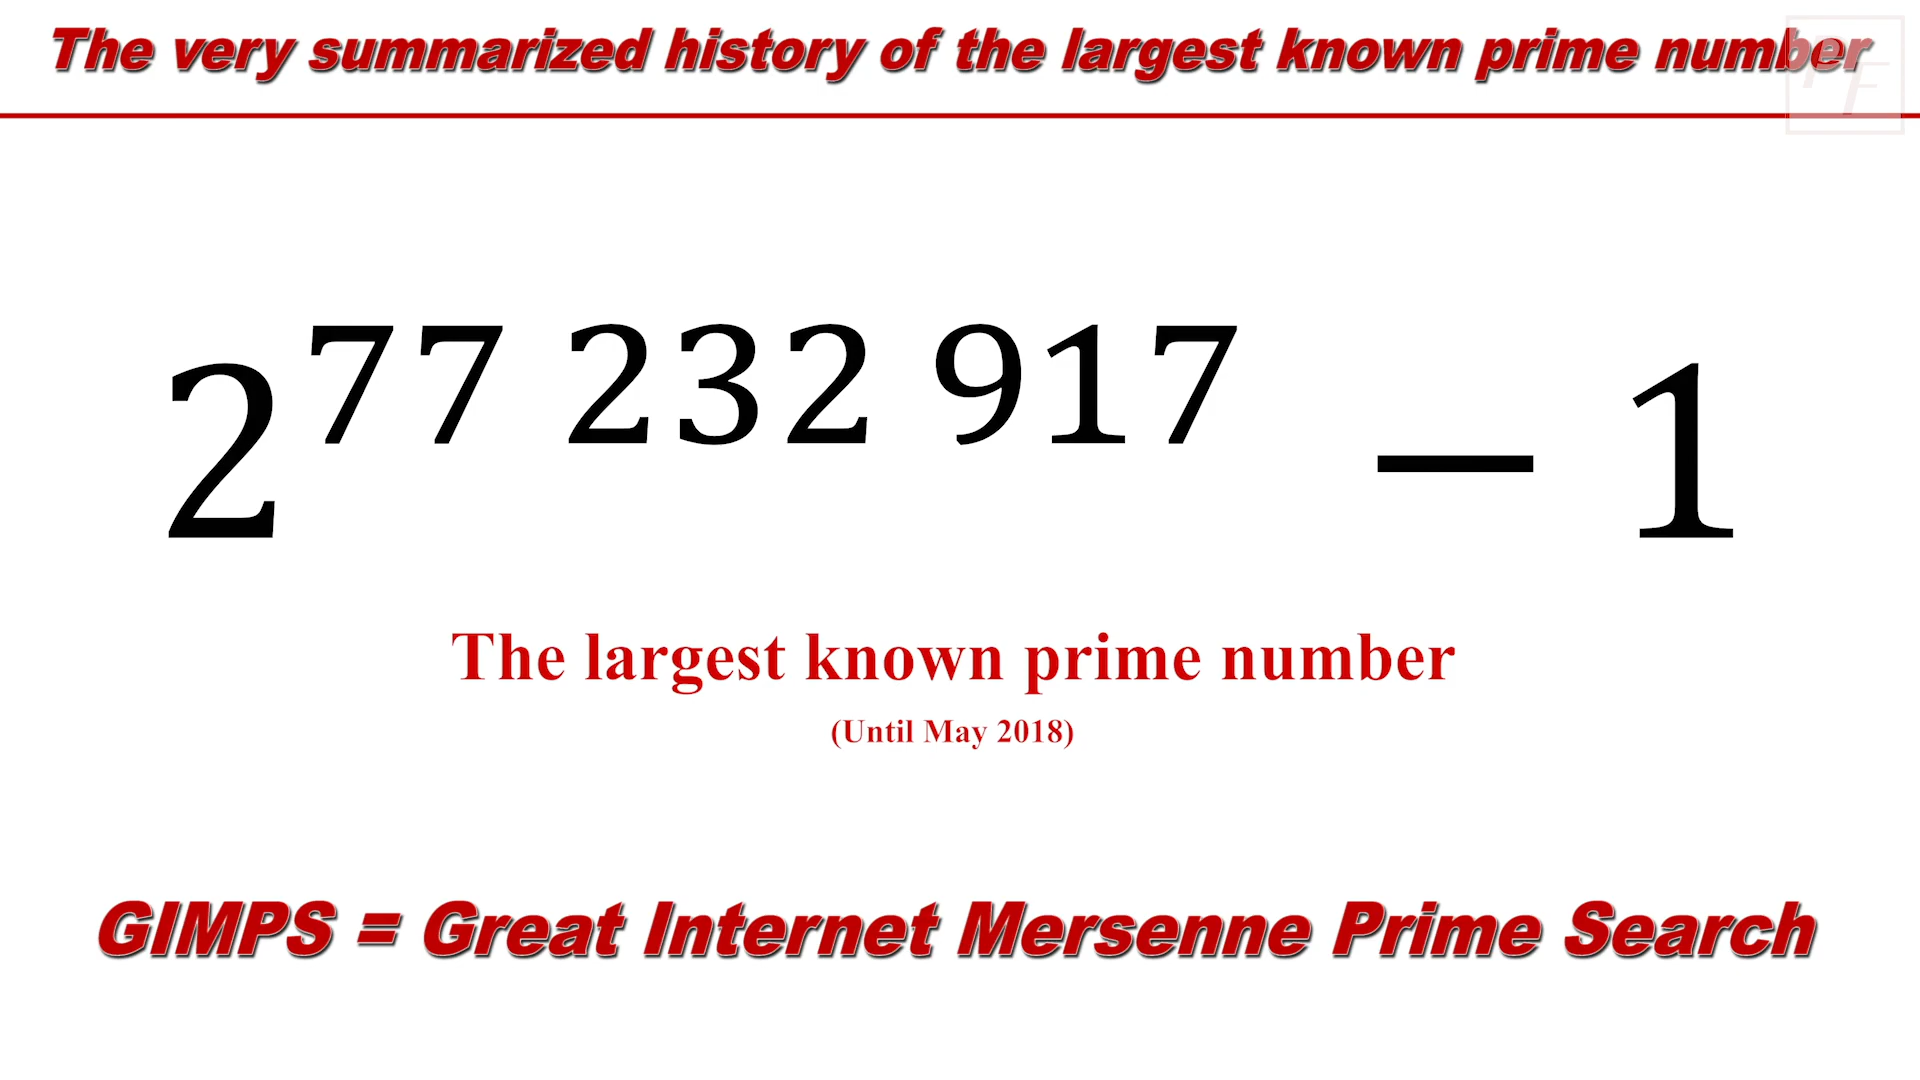 The very summarized history of the largest known prime number
2^77 232 917 − 1
The largest known prime number
(Until May 2018)
GIMPS = Great Internet Mersenne Prime Search